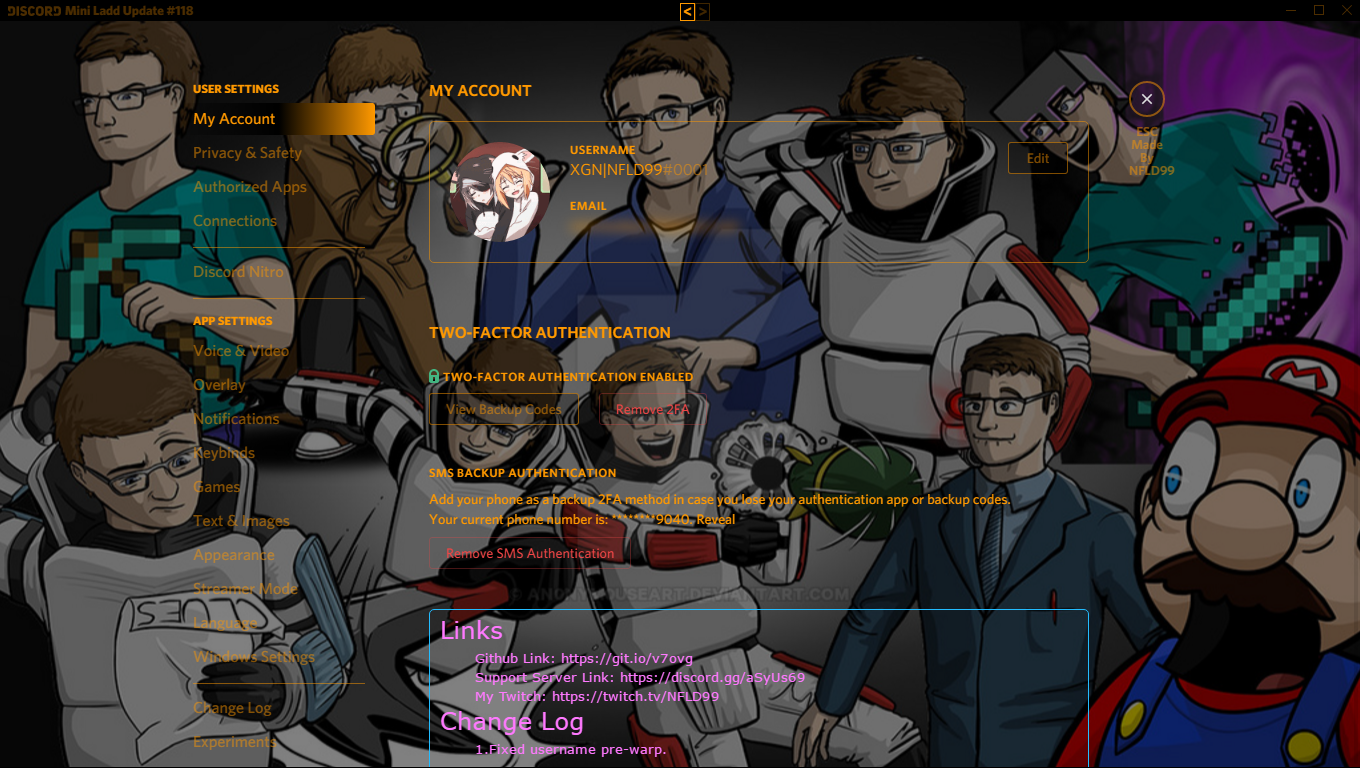 DISCORD Mini Ladd Update #118
< >
USER SETTINGS
My Account
Privacy & Safety
Authorized Apps
Connections
Discord Nitro
APP SETTINGS
Voice & Video
Overlay
Notifications
Keybinds
Games
Text & Images
Appearance
Streamer Mode
Language
Windows Settings
Change Log
Experiments
MY ACCOUNT
USERNAME
XGN|NFLD99#0001
EMAIL
Edit
ESC
Made
By
NFLD99
TWO-FACTOR AUTHENTICATION
TWO-FACTOR AUTHENTICATION ENABLED
View Backup Codes
Remove 2FA
SMS BACKUP AUTHENTICATION
Add your phone as a backup 2FA method in case you lose your authentication app or backup codes.
Your current phone number is: ********9040. Reveal
Remove SMS Authentication
© ANONYMOUSEART.DEVIANTART.COM
Links
Github Link: https://git.io/v7ovg
Support Server Link: https://discord.gg/aSyUs69
My Twitch: https://twitch.tv/NFLD99
Change Log
1.Fixed username pre-warp.
M